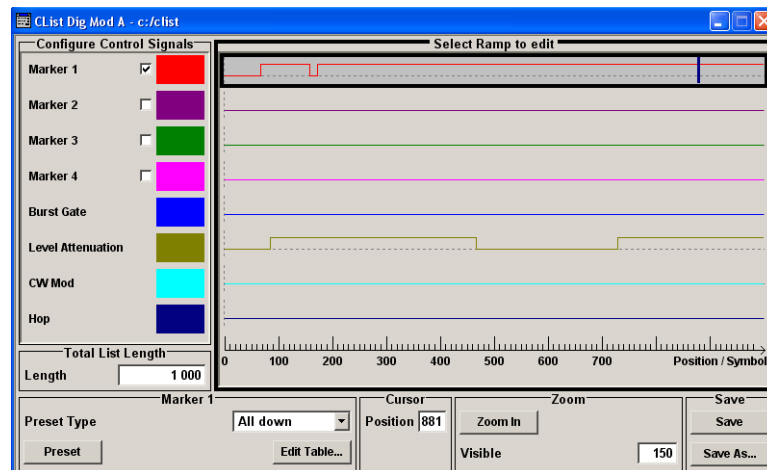 CList Dig Mod A - c:/clist
Configure Control Signals
Select Ramp to edit
Marker 1
Marker 2
Marker 3
Marker 4
Burst Gate
Level Attenuation
CW Mod
Hop
0 100 200 300 400 500 600 700 Position / Symbol
Total List Length
Length 1 000
Marker 1
Preset Type All down
Preset Edit Table...
Cursor
Position 881
Zoom
Zoom In
Visible 150
Save
Save
Save As...